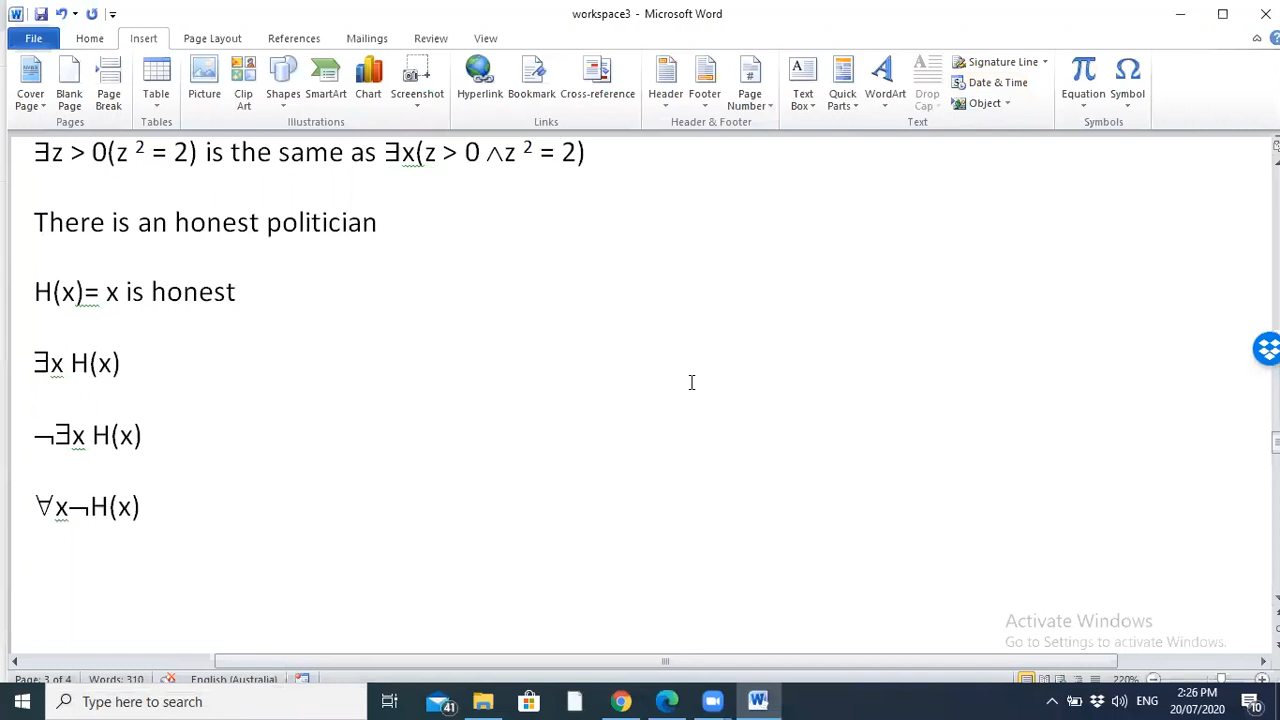 workspace3 - Microsoft Word
File Home Insert Page Layout References Mailings Review View
Cover Page Blank Page Page Break Table Picture Clip Art Shapes SmartArt Chart Screenshot Hyperlink Bookmark Cross-reference Header Footer Page Number Text Box Quick Parts WordArt Drop Cap Signature Line Date & Time Object Equation Symbol
Pages Tables Illustrations Links Header & Footer Text Symbols
∃z > 0(z ² = 2) is the same as ∃x(z > 0 ∧z ² = 2)
There is an honest politician
H(x)= x is honest
∃x H(x)
¬∃x H(x)
∀x¬H(x)
Activate Windows
Go to Settings to activate Windows.
Page: 3 of 4 Words: 310 English (Australia) 220%
Type here to search 41 ENG 2:26 PM
20/07/2020 10